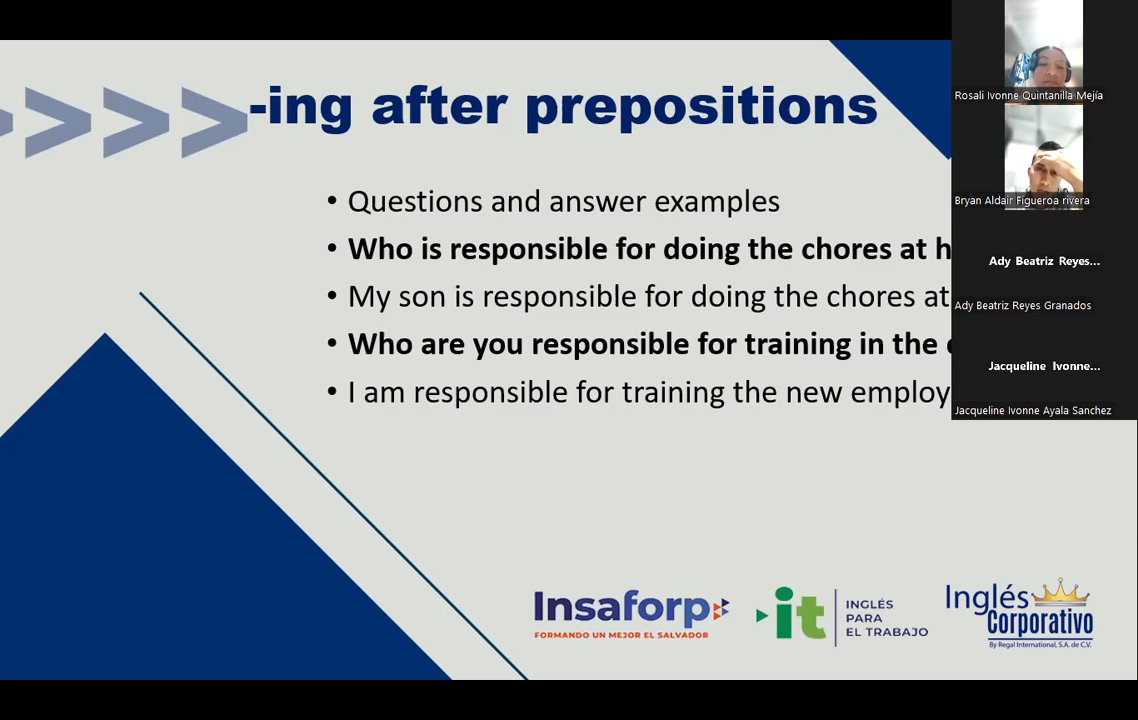 -ing after prepositions
• Questions and answer examples
• Who is responsible for doing the chores at h
• My son is responsible for doing the chores at
• Who are you responsible for training in the
• I am responsible for training the new employ
Insaforp
FORMANDO UN MEJOR EL SALVADOR
it
INGLÉS
PARA
EL TRABAJO
Inglés
Corporativo
By Regal International, S.A. de C.V.
Rosali Ivonne Quintanilla Mejía
Bryan Aldair Figueroa rivera
Ady Beatriz Reyes...
Ady Beatriz Reyes Granados
Jacqueline Ivonne...
Jacqueline Ivonne Ayala Sanchez